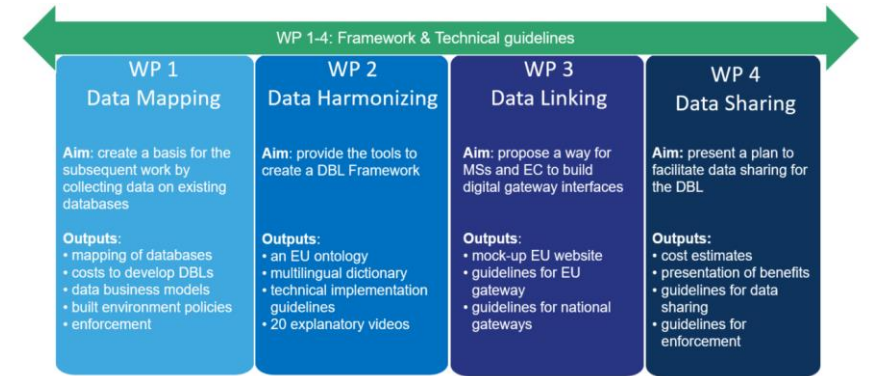 WP 1-4: Framework & Technical guidelines
WP 1
Data Mapping
Aim: create a basis for the
subsequent work by
collecting data on existing
databases
Outputs:
• mapping of databases
• costs to develop DBLs
• data business models
• built environment policies
• enforcement
WP 2
Data Harmonizing
Aim: provide the tools to
create a DBL Framework
Outputs:
• an EU ontology
• multilingual dictionary
• technical implementation
guidelines
• 20 explanatory videos
WP 3
Data Linking
Aim: propose a way for
MSs and EC to build
digital gateway interfaces
Outputs:
• mock-up EU website
• guidelines for EU
gateway
• guidelines for national
gateways
WP 4
Data Sharing
Aim: present a plan to
facilitate data sharing for
the DBL
Outputs:
• cost estimates
• presentation of benefits
• guidelines for data
sharing
• guidelines for
enforcement